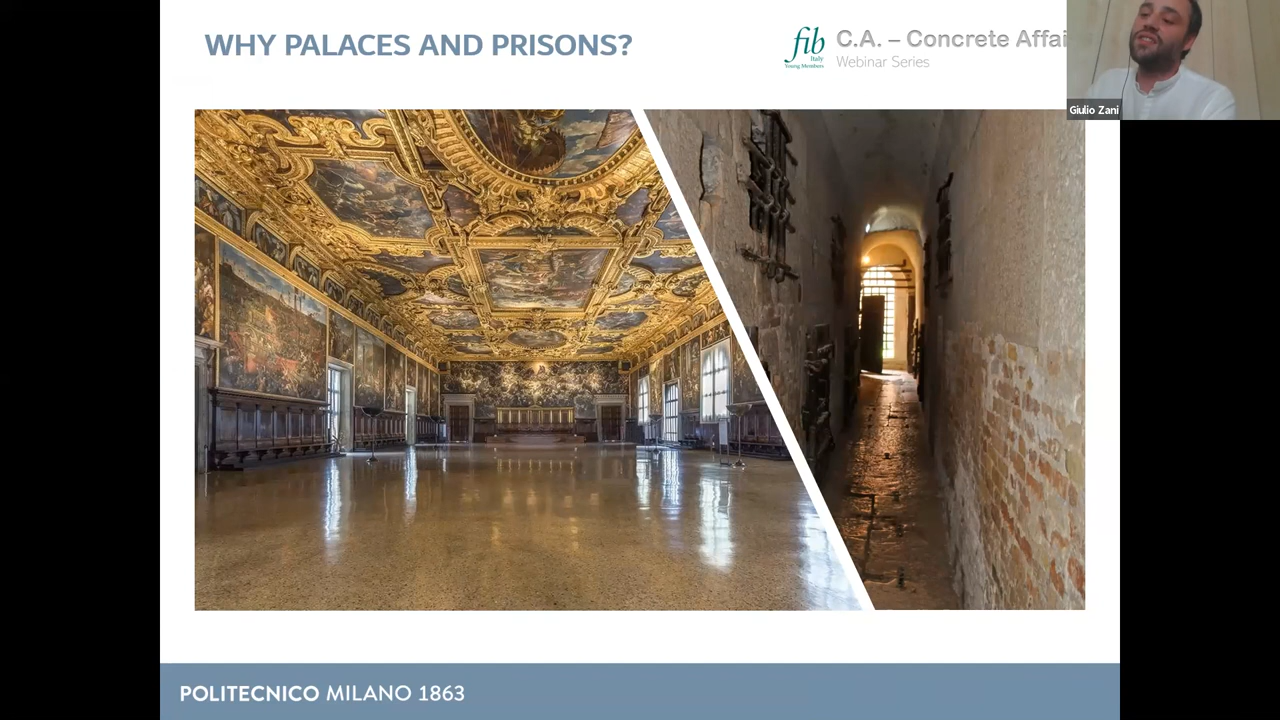 WHY PALACES AND PRISONS?
fib
Italy
Young Members
C.A. – Concrete Affai
Webinar Series
Giulio Zani
POLITECNICO MILANO 1863